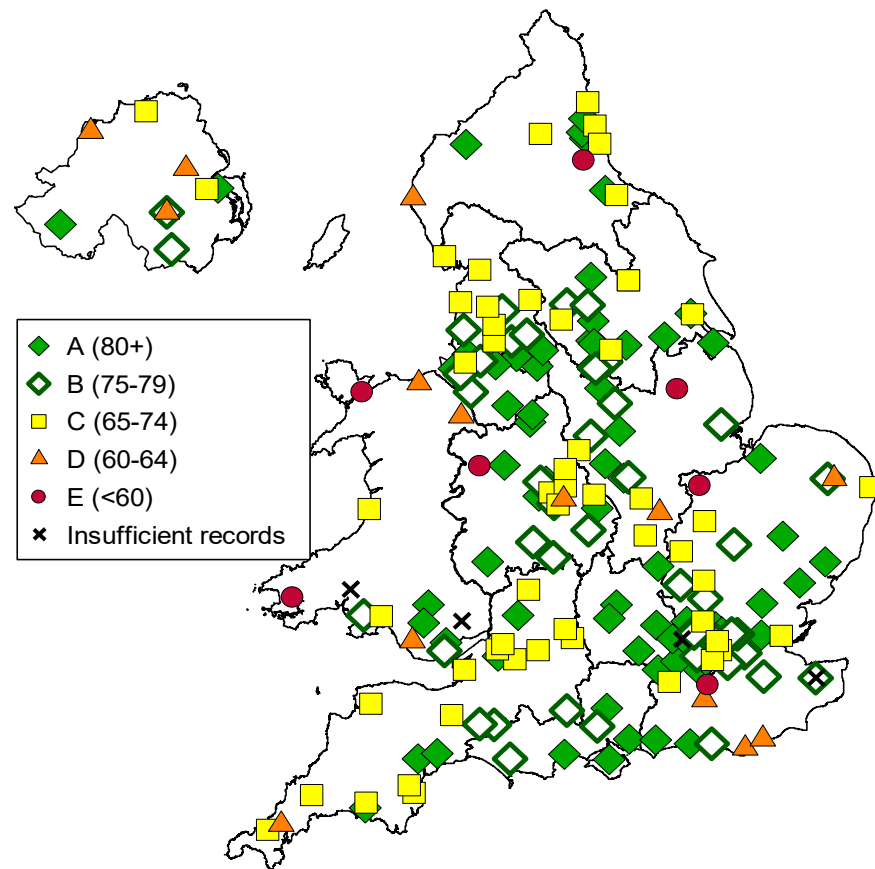 A (80+)
B (75-79)
C (65-74)
D (60-64)
E (<60)
Insufficient records